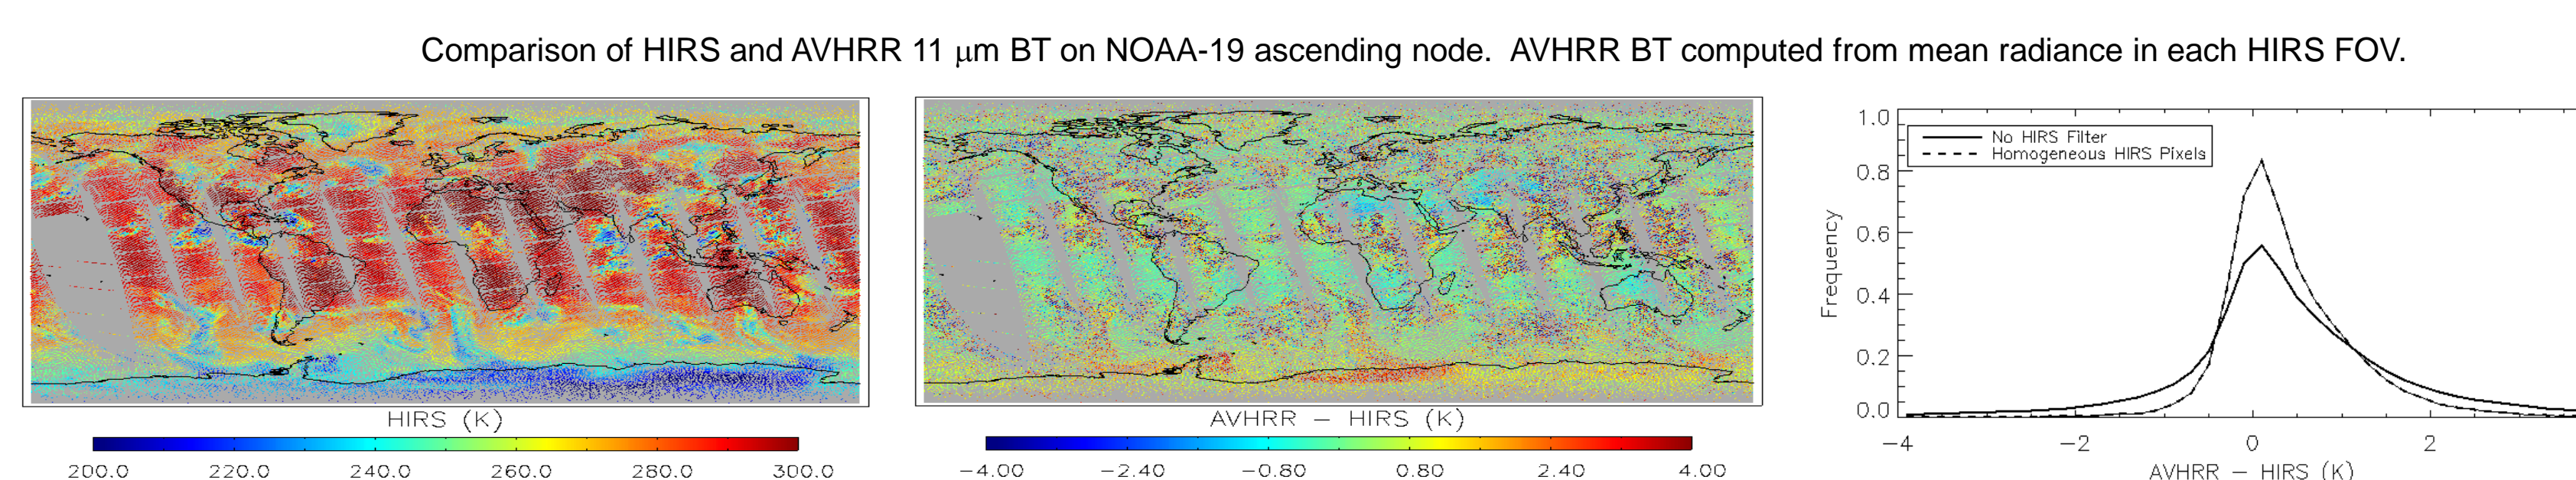 Comparison of HIRS and AVHRR 11 μm BT on NOAA-19 ascending node.  AVHRR BT computed from mean radiance in each HIRS FOV.
HIRS (K)
200.0 220.0 240.0 260.0 280.0 300.0
AVHRR − HIRS (K)
−4.00 −2.40 −0.80 0.80 2.40 4.00
No HIRS Filter
Homogeneous HIRS Pixels
Frequency
1.0
0.8
0.6
0.4
0.2
0.0
−4 −2 0 2
AVHRR − HIRS (K)